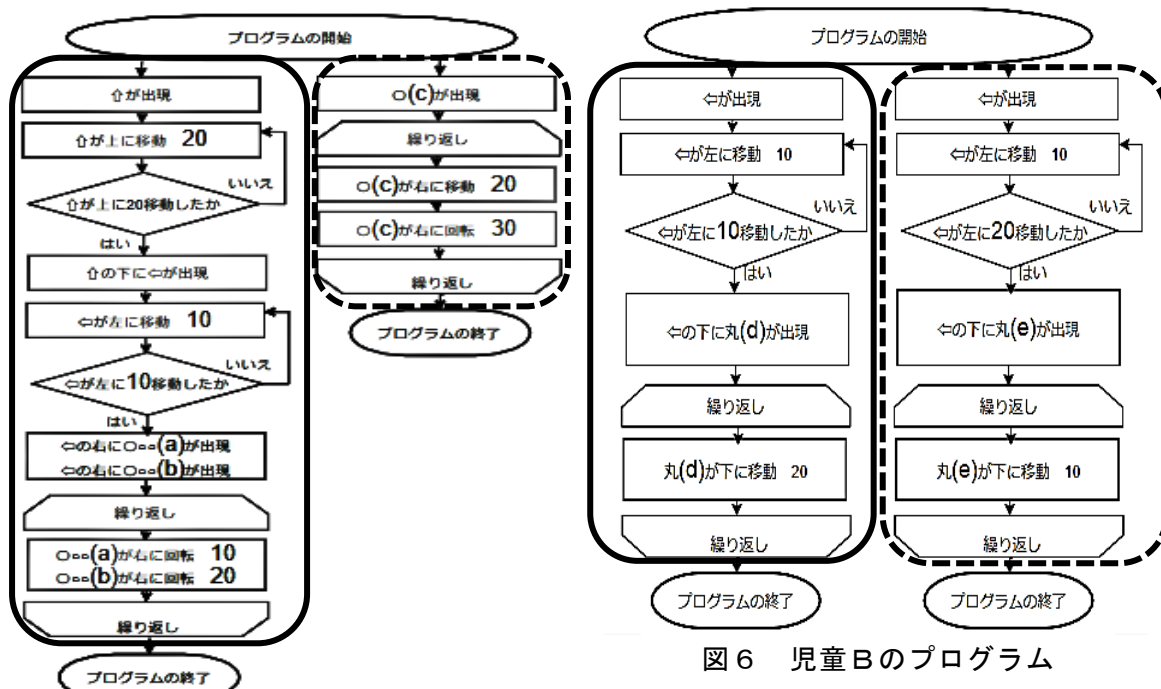 プログラムの開始
⇧が出現
⇧が上に移動 20
いいえ
⇧が上に20移動したか
はい
⇧の下に⇦が出現
⇦が左に移動 10
いいえ
⇦が左に10移動したか
はい
⇦の右に〇∘∘(a)が出現
⇦の右に〇∘∘(b)が出現
繰り返し
〇∘∘(a)が右に回転 10
〇∘∘(b)が右に回転 20
繰り返し
プログラムの終了
〇(c)が出現
繰り返し
〇(c)が右に移動 20
〇(c)が右に回転 30
繰り返し
プログラムの終了
プログラムの開始
⇦が出現
⇦が左に移動 10
いいえ
⇦が左に10移動したか
はい
⇦の下に丸(d)が出現
繰り返し
丸(d)が下に移動 20
繰り返し
プログラムの終了
⇦が出現
⇦が左に移動 10
いいえ
⇦が左に20移動したか
はい
⇦の下に丸(e)が出現
繰り返し
丸(e)が下に移動 10
繰り返し
プログラムの終了
図６ 児童Ｂのプログラム